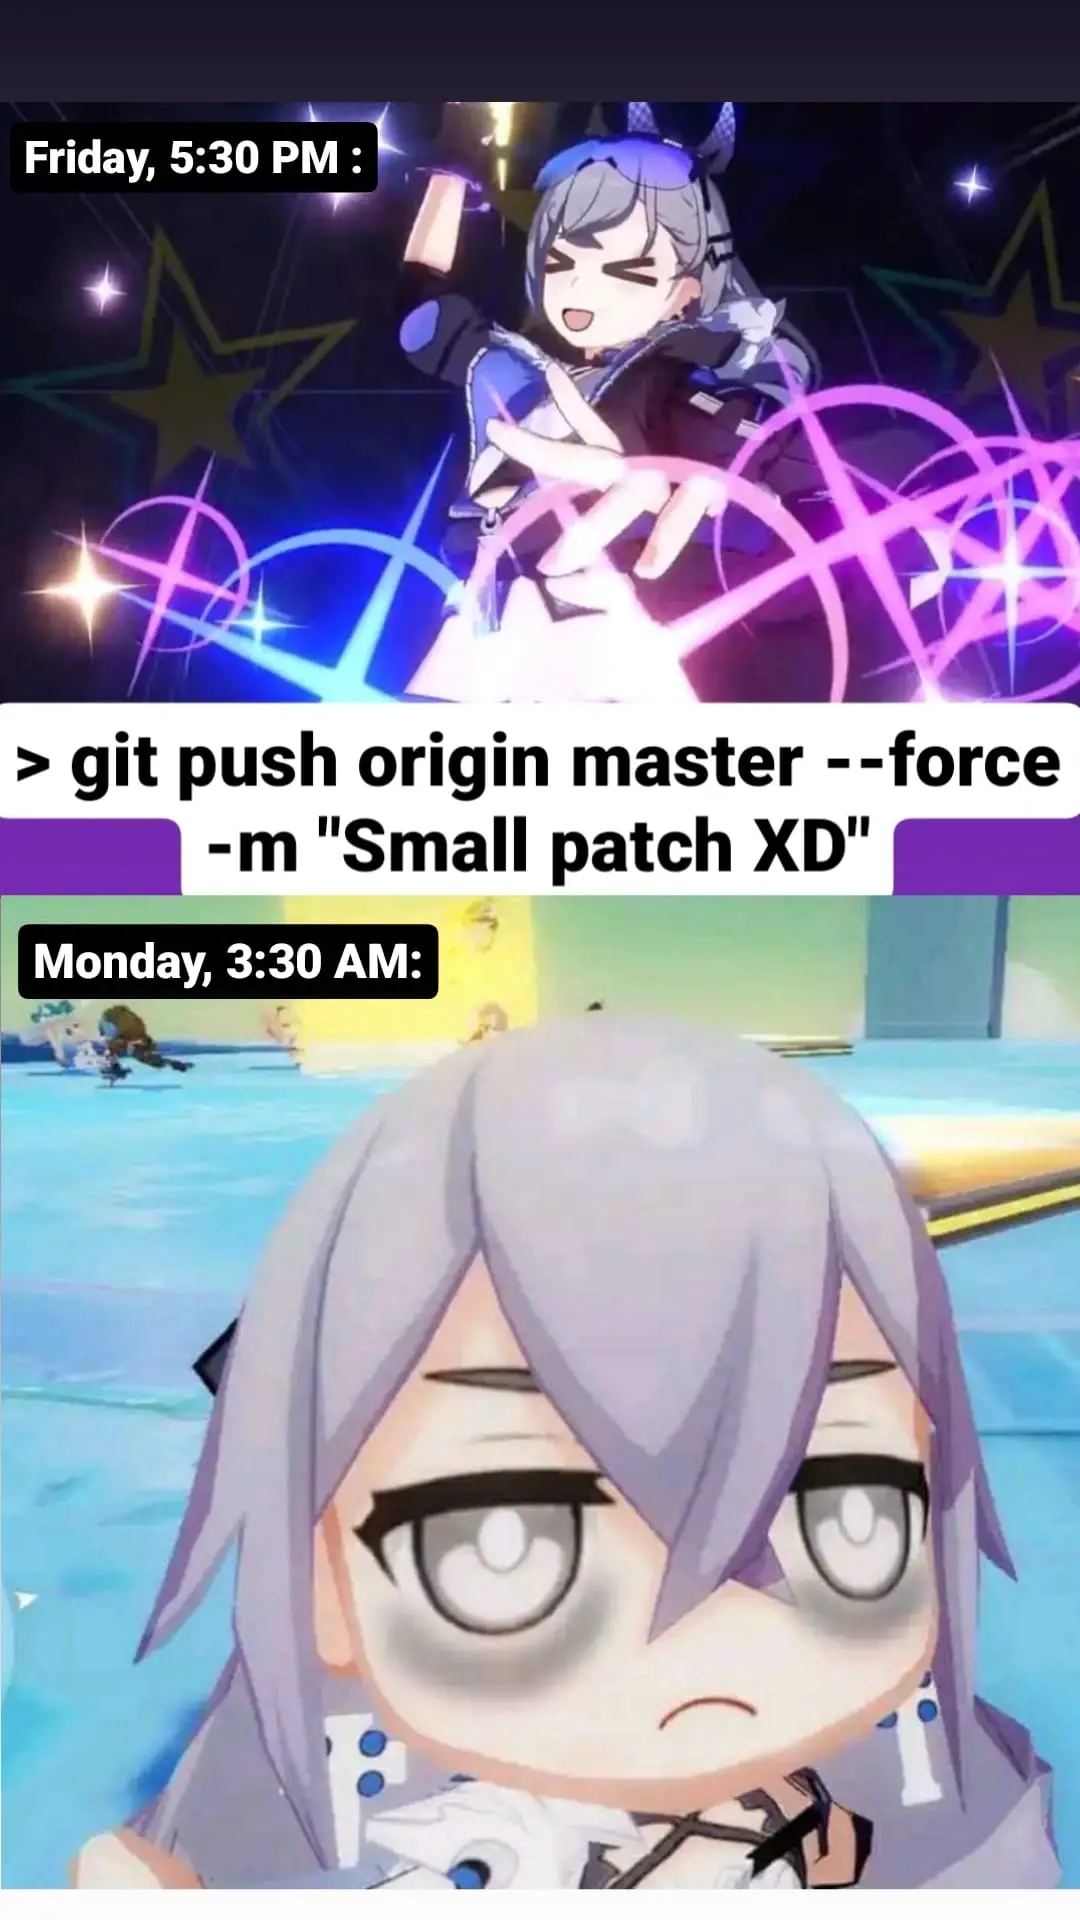 Friday, 5:30 PM :
> git push origin master --force
-m "Small patch XD"
Monday, 3:30 AM: